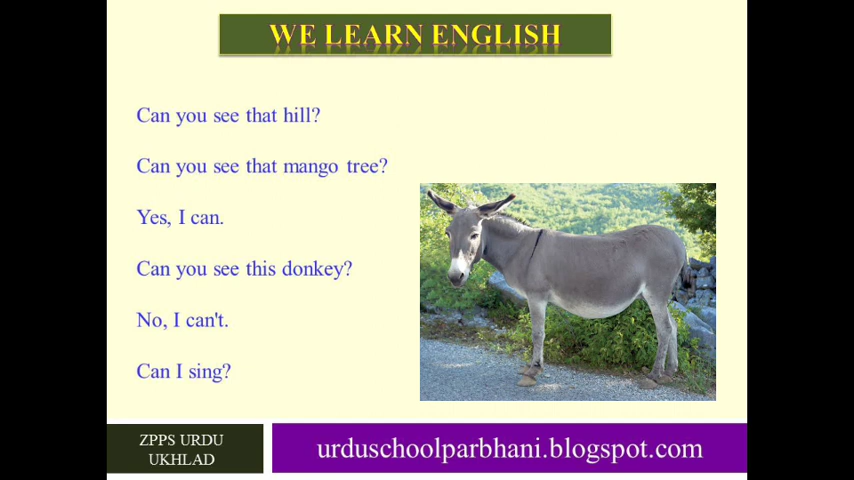 WE LEARN ENGLISH
Can you see that hill?
Can you see that mango tree?
Yes, I can.
Can you see this donkey?
No, I can't.
Can I sing?
ZPPS URDU
UKHLAD
urduschoolparbhani.blogspot.com